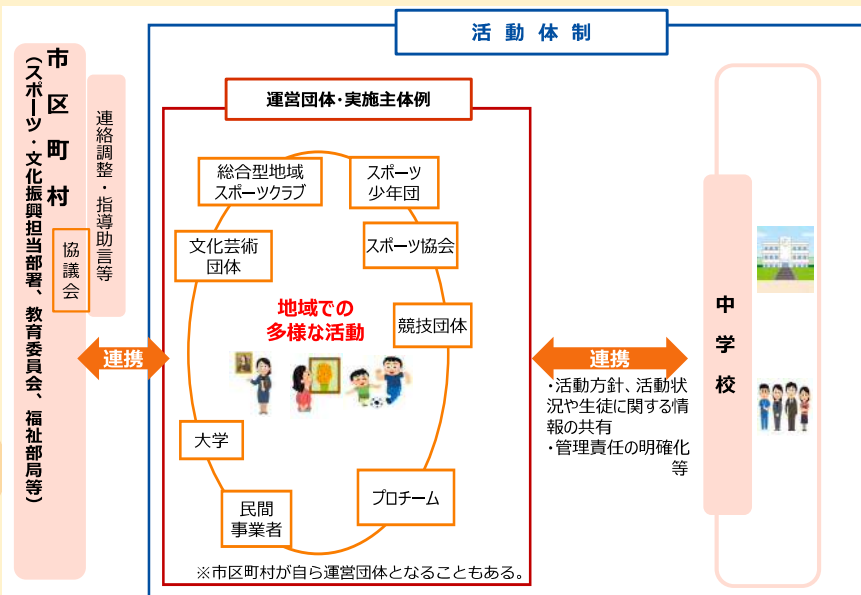 活動体制
市区町村
（スポーツ・文化振興担当部署、教育委員会、福祉部局等）
連絡調整・指導助言等
協議会
連携
運営団体・実施主体例
総合型地域
スポーツクラブ
スポーツ
少年団
文化芸術
団体
スポーツ協会
地域での
多様な活動
競技団体
大学
民間
事業者
プロチーム
※市区町村が自ら運営団体となることもある。
連携
・活動方針、活動状
況や生徒に関する情
報の共有
・管理責任の明確化
等
中学校